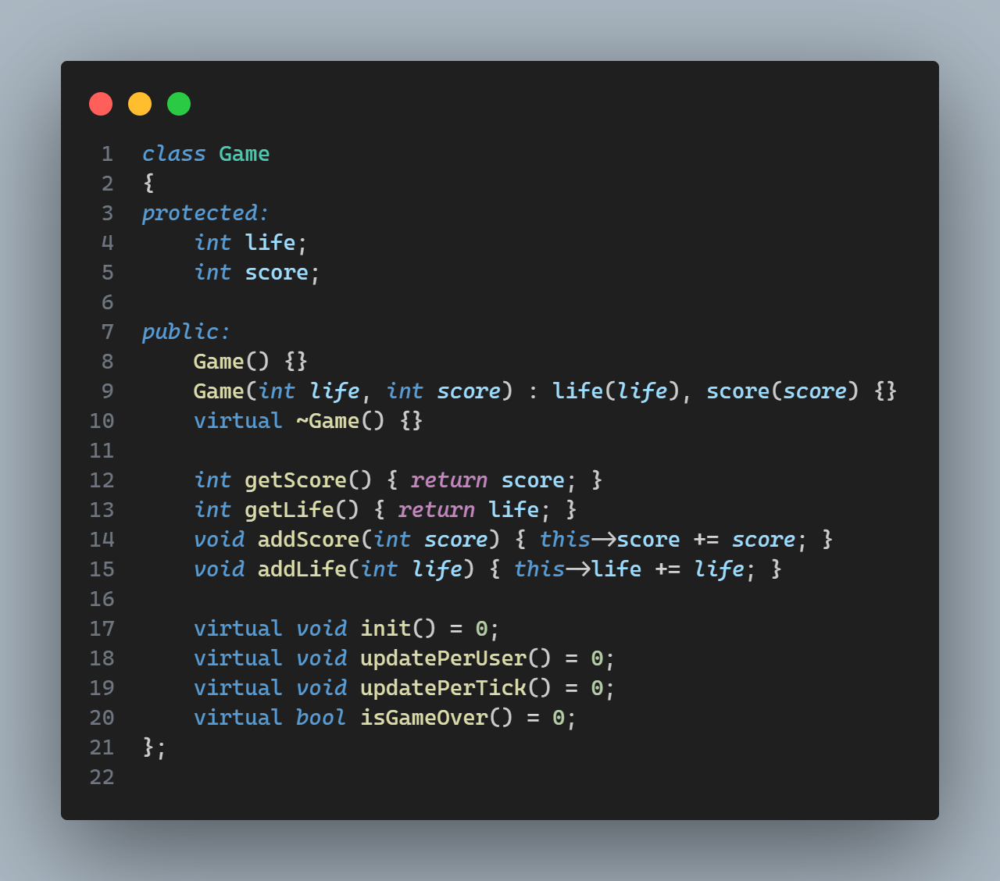 1 class Game
2 {
3 protected:
4     int life;
5     int score;
6
7 public:
8     Game() {}
9     Game(int life, int score) : life(life), score(score) {}
10     virtual ~Game() {}
11
12     int getScore() { return score; }
13     int getLife() { return life; }
14     void addScore(int score) { this->score += score; }
15     void addLife(int life) { this->life += life; }
16
17     virtual void init() = 0;
18     virtual void updatePerUser() = 0;
19     virtual void updatePerTick() = 0;
20     virtual bool isGameOver() = 0;
21 };
22